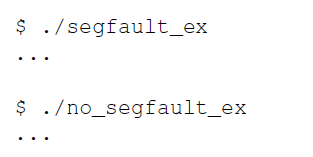 $ ./segfault_ex
...
$ ./no_segfault_ex
...